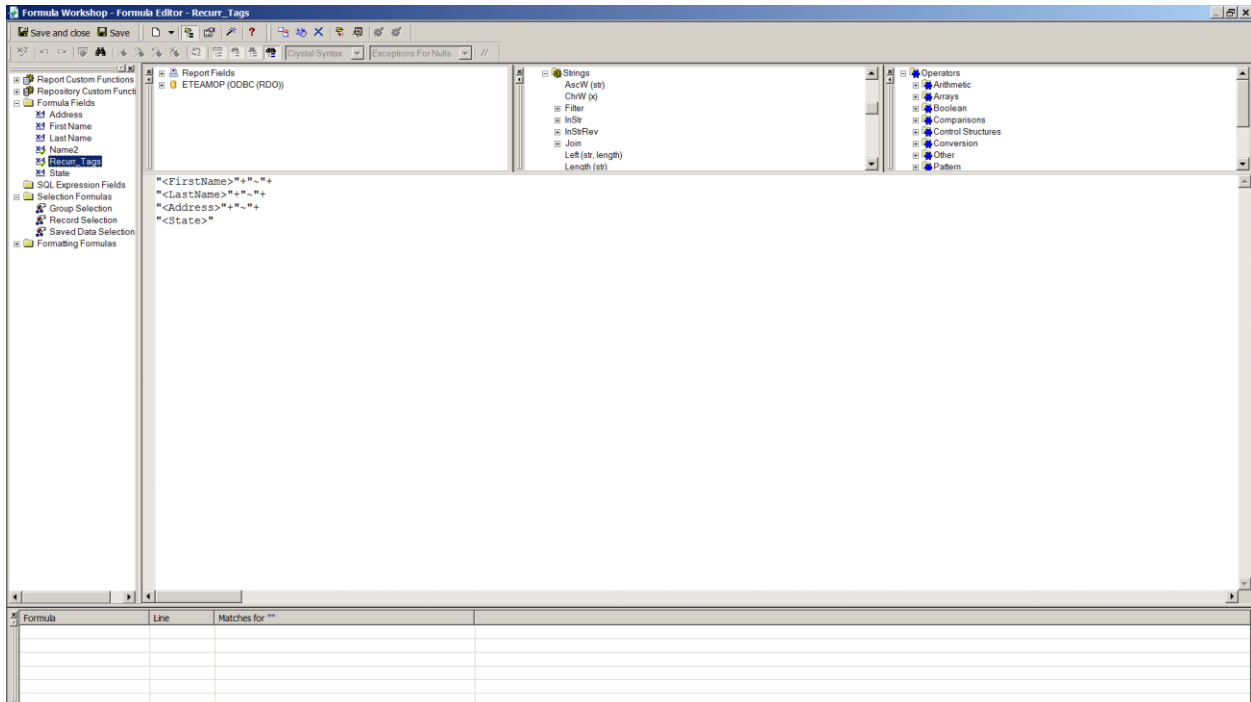 Formula Workshop - Formula Editor - Recurr_Tags
Save and close Save
Crystal Syntax Exceptions For Nulls //
Report Custom Functions
Repository Custom Functi
Formula Fields
Address
First Name
Last Name
Name2
Recurr_Tags
State
SQL Expression Fields
Selection Formulas
Group Selection
Record Selection
Saved Data Selection
Formatting Formulas
Report Fields
ETEAMOP (ODBC (RDO))
Strings
AscW (str)
ChrW (x)
Filter
InStr
InStrRev
Join
Left (str, length)
Length (str)
Operators
Arithmetic
Arrays
Boolean
Comparisons
Control Structures
Conversion
Other
Pattern
"<FirstName>"+"~"+
"<LastName>"+"~"+
"<Address>"+"~"+
"<State>"
Formula Line Matches for ""